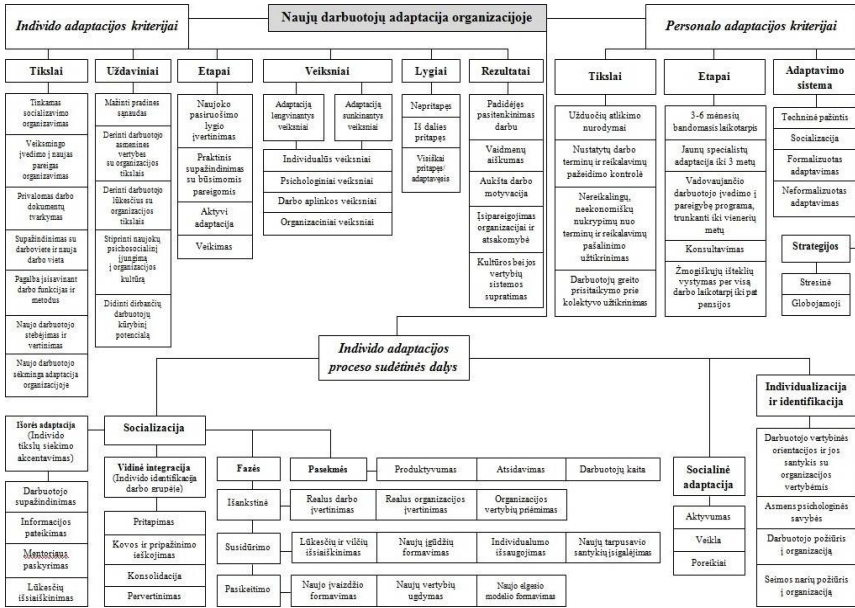 Naujų darbuotojų adaptacija organizacijoje
Individo adaptacijos kriterijai
Personalo adaptacijos kriterijai
Tikslai
Tinkamas
socializavimo
organizavimas
Veiksmingo
įvedimo į naujas
pareigas
organizavimas
Privalomas darbo
dokumentų
tvarkymas
Supažindinimas su
darboviete ir nauja
darbo vieta
Pagalba įsisavinant
darbo funkcijas ir
metodus
Naujo darbuotojo
stebėjimas ir
vertinimas
Naujo darbuotojo
sėkminga adaptacija
organizacijoje
Uždaviniai
Mažinti pradines
sąnaudas
Derinti darbuotojo
asmenines
vertybes
su organizacijos
tikslais
Derinti darbuotojo
lūkesčius su
organizacijos
tikslais
Stiprinti naujokų
psichosocialinį
įjungimą
į organizacijos
kultūrą
Didinti dirbančių
darbuotojų
kūrybinį
potencialą
Etapai
Naujoko
pasiruošimo
lygio
įvertinimas
Praktinis
supažindinimas
su būsimomis
pareigomis
Aktyvi
adaptacija
Veikimas
Veiksniai
Adaptaciją
lengvinantys
veiksniai
Adaptaciją
sunkinantys
veiksniai
Individualūs veiksniai
Psichologiniai veiksniai
Darbo aplinkos veiksniai
Organizaciniai veiksniai
Lygiai
Nepritapęs
Iš dalies
pritapęs
Visiškai
pritapęs/
adaptavęsis
Rezultatai
Padidėjęs
pasitenkinimas
darbu
Vaidmenų
aiškumas
Aukšta darbo
motyvacija
Įsipareigojimo
organizacijai ir
atsakomybė
Kultūros bei jos
vertybių
sistemos
supratimas
Tikslai
Užduočių atlikimo
nurodymai
Nustatytų darbo
terminų ir reikalavimų
pažeidimo kontrolė
Nereikalingų,
neekonomiškų
nukrypimų nuo
terminų ir reikalavimų
pašalinimo
užtikrinimas
Darbuotojų greito
prisitaikymo prie
kolektyvo užtikrinimas
Etapai
3-6 mėnesių
bandomasis laikotarpis
Jaunų specialistų
adaptacija iki 3 metų
Vadovaujančio
darbuotojo įvedimo į
pareigybę programa,
trunkanti iki vienerių
metų
Konsultavimas
Žmogiškųjų išteklių
vystymas per visą
darbo laikotarpį iki pat
pensijos
Adaptavimo
sistema
Techninė pažintis
Socializacija
Formalizuotas
adaptavimas
Neformalizuotas
adaptavimas
Strategijos
Stresinė
Globojamoji
Individo adaptacijos
proceso sudėtinės dalys
Išorės adaptacija
(Individo
tikslų siekimo
akcentavimas)
Darbuotojo
supažindinimas
Informacijos
pateikimas
Mentoriaus
paskyrimas
Lūkesčių
išsiaiškinimas
Socializacija
Vidinė integracija
(Individo identifikacija
darbo grupėje)
Pritapimas
Kovos ir pripažinimo
ieškojimas
Konsolidacija
Pervertinimas
Fazės
Pasekmės
Produktyvumas
Atsidavimas
Darbuotojų kaita
Išankstinė
Realus darbo
įvertinimas
Realus organizacijos
įvertinimas
Organizacijos
vertybių priėmimas
Susidūrimo
Lūkesčių ir vilčių
išsiaiškinimas
Naujų įgūdžių
formavimas
Individualumo
išsaugojimas
Naujų tarpusavio
santykių įsigalėjimas
Pasikeitimo
Naujo įvaizdžio
formavimas
Naujų vertybių
ugdymas
Naujo elgesio
modelio formavimas
Socialinė
adaptacija
Aktyvumas
Veikla
Poreikiai
Individualizacija
ir identifikacija
Darbuotojo vertybinės
orientacijos ir jos
santykis su
organizacijos
vertybėmis
Asmens psichologinės
savybės
Darbuotojo požiūris
į organizaciją
Šeimos narių požiūris
į organizaciją